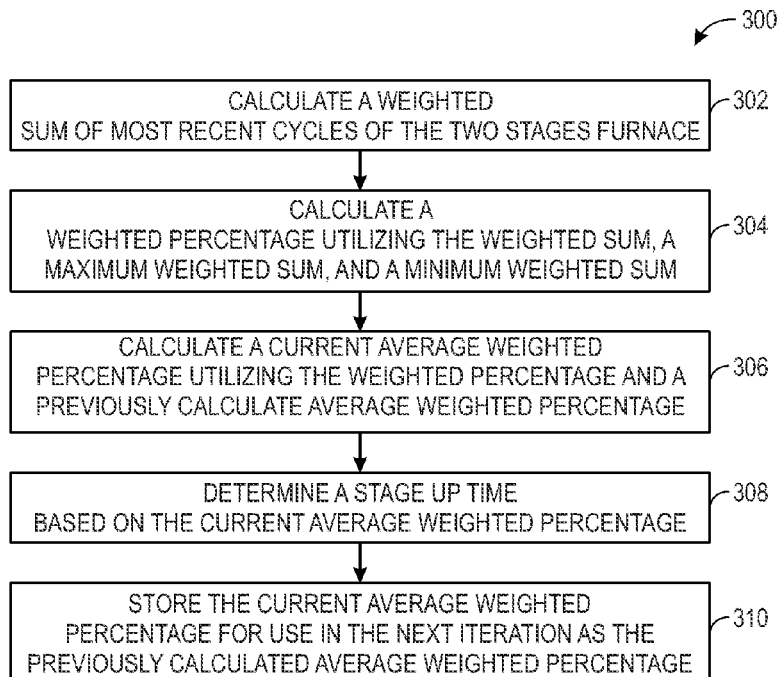 300
CALCULATE A WEIGHTED
SUM OF MOST RECENT CYCLES OF THE TWO STAGES FURNACE
302
CALCULATE A
WEIGHTED PERCENTAGE UTILIZING THE WEIGHTED SUM, A
MAXIMUM WEIGHTED SUM, AND A MINIMUM WEIGHTED SUM
304
CALCULATE A CURRENT AVERAGE WEIGHTED
PERCENTAGE UTILIZING THE WEIGHTED PERCENTAGE AND A
PREVIOUSLY CALCULATE AVERAGE WEIGHTED PERCENTAGE
306
DETERMINE A STAGE UP TIME
BASED ON THE CURRENT AVERAGE WEIGHTED PERCENTAGE
308
STORE THE CURRENT AVERAGE WEIGHTED
PERCENTAGE FOR USE IN THE NEXT ITERATION AS THE
PREVIOUSLY CALCULATED AVERAGE WEIGHTED PERCENTAGE
310